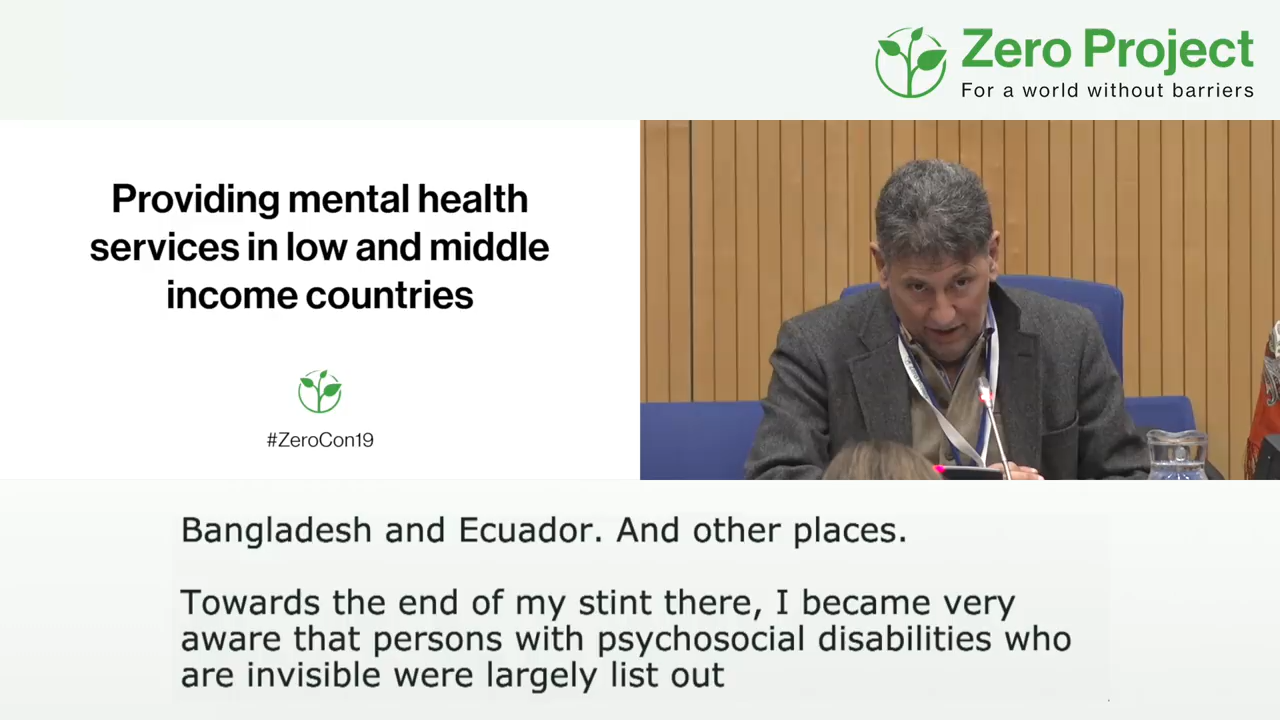 Zero Project
For a world without barriers
Providing mental health
services in low and middle
income countries
#ZeroCon19
Bangladesh and Ecuador. And other places.
Towards the end of my stint there, I became very
aware that persons with psychosocial disabilities who
are invisible were largely list out